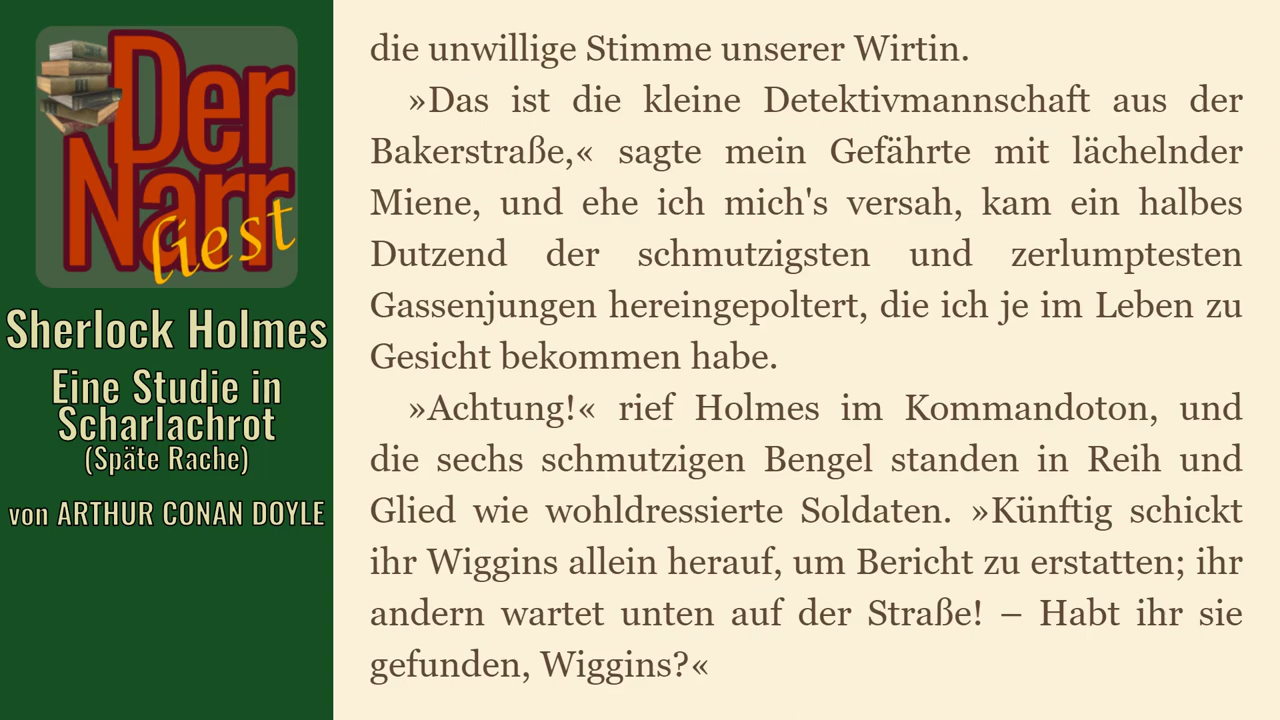 Der
Narr
liest
Sherlock Holmes
Eine Studie in
Scharlachrot
(Späte Rache)
von ARTHUR CONAN DOYLE
die unwillige Stimme unserer Wirtin.
»Das ist die kleine Detektivmannschaft aus der
Bakerstraße,« sagte mein Gefährte mit lächelnder
Miene, und ehe ich mich's versah, kam ein halbes
Dutzend der schmutzigsten und zerlumptesten
Gassenjungen hereingepoltert, die ich je im Leben zu
Gesicht bekommen habe.
»Achtung!« rief Holmes im Kommandoton, und
die sechs schmutzigen Bengel standen in Reih und
Glied wie wohldressierte Soldaten. »Künftig schickt
ihr Wiggins allein herauf, um Bericht zu erstatten; ihr
andern wartet unten auf der Straße! – Habt ihr sie
gefunden, Wiggins?«